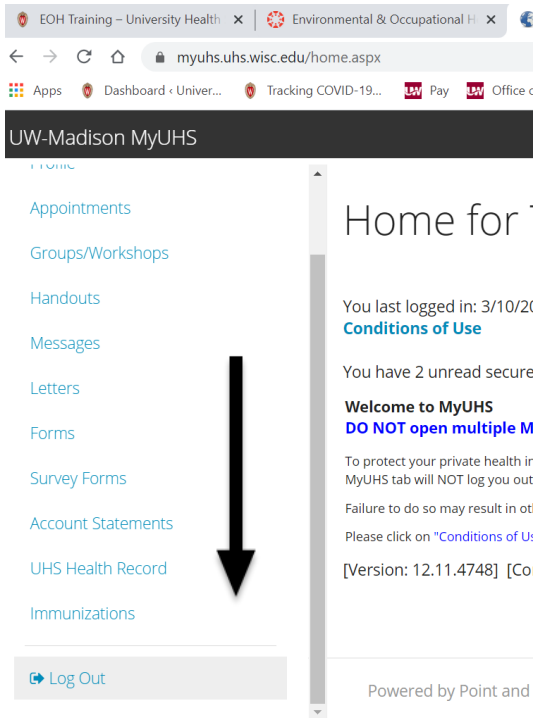 EOH Training – University Health
Environmental & Occupational H
myuhs.uhs.wisc.edu/home.aspx
Apps
Dashboard ‹ Univer...
Tracking COVID-19...
Pay
Office
UW-Madison MyUHS
Profile
Appointments
Groups/Workshops
Handouts
Messages
Letters
Forms
Survey Forms
Account Statements
UHS Health Record
Immunizations
Log Out
Home for
You last logged in: 3/10/20
Conditions of Use
You have 2 unread secure
Welcome to MyUHS
DO NOT open multiple M
To protect your private health in
MyUHS tab will NOT log you out
Failure to do so may result in ot
Please click on "Conditions of Us
[Version: 12.11.4748] [Co
Powered by Point and